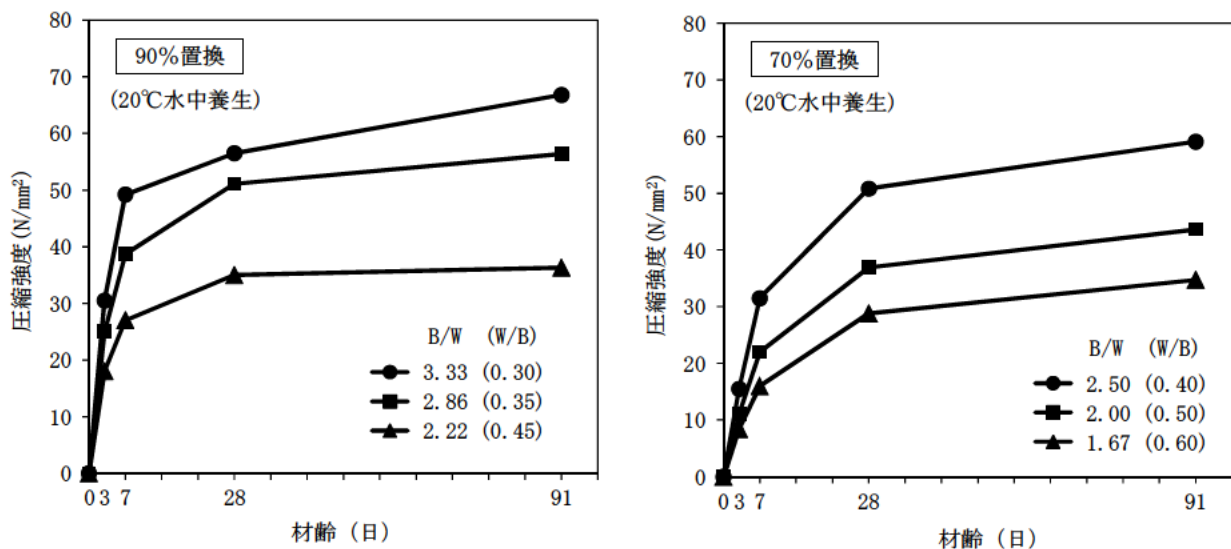 90%置換
(20℃水中養生)
圧縮強度(N/mm²)
80
70
60
50
40
30
20
10
0
B/W (W/B)
3.33 (0.30)
2.86 (0.35)
2.22 (0.45)
0 3 7 28 91
材齢 (日)
70%置換
(20℃水中養生)
圧縮強度(N/mm²)
80
70
60
50
40
30
20
10
0
B/W (W/B)
2.50 (0.40)
2.00 (0.50)
1.67 (0.60)
0 3 7 28 91
材齢 (日)